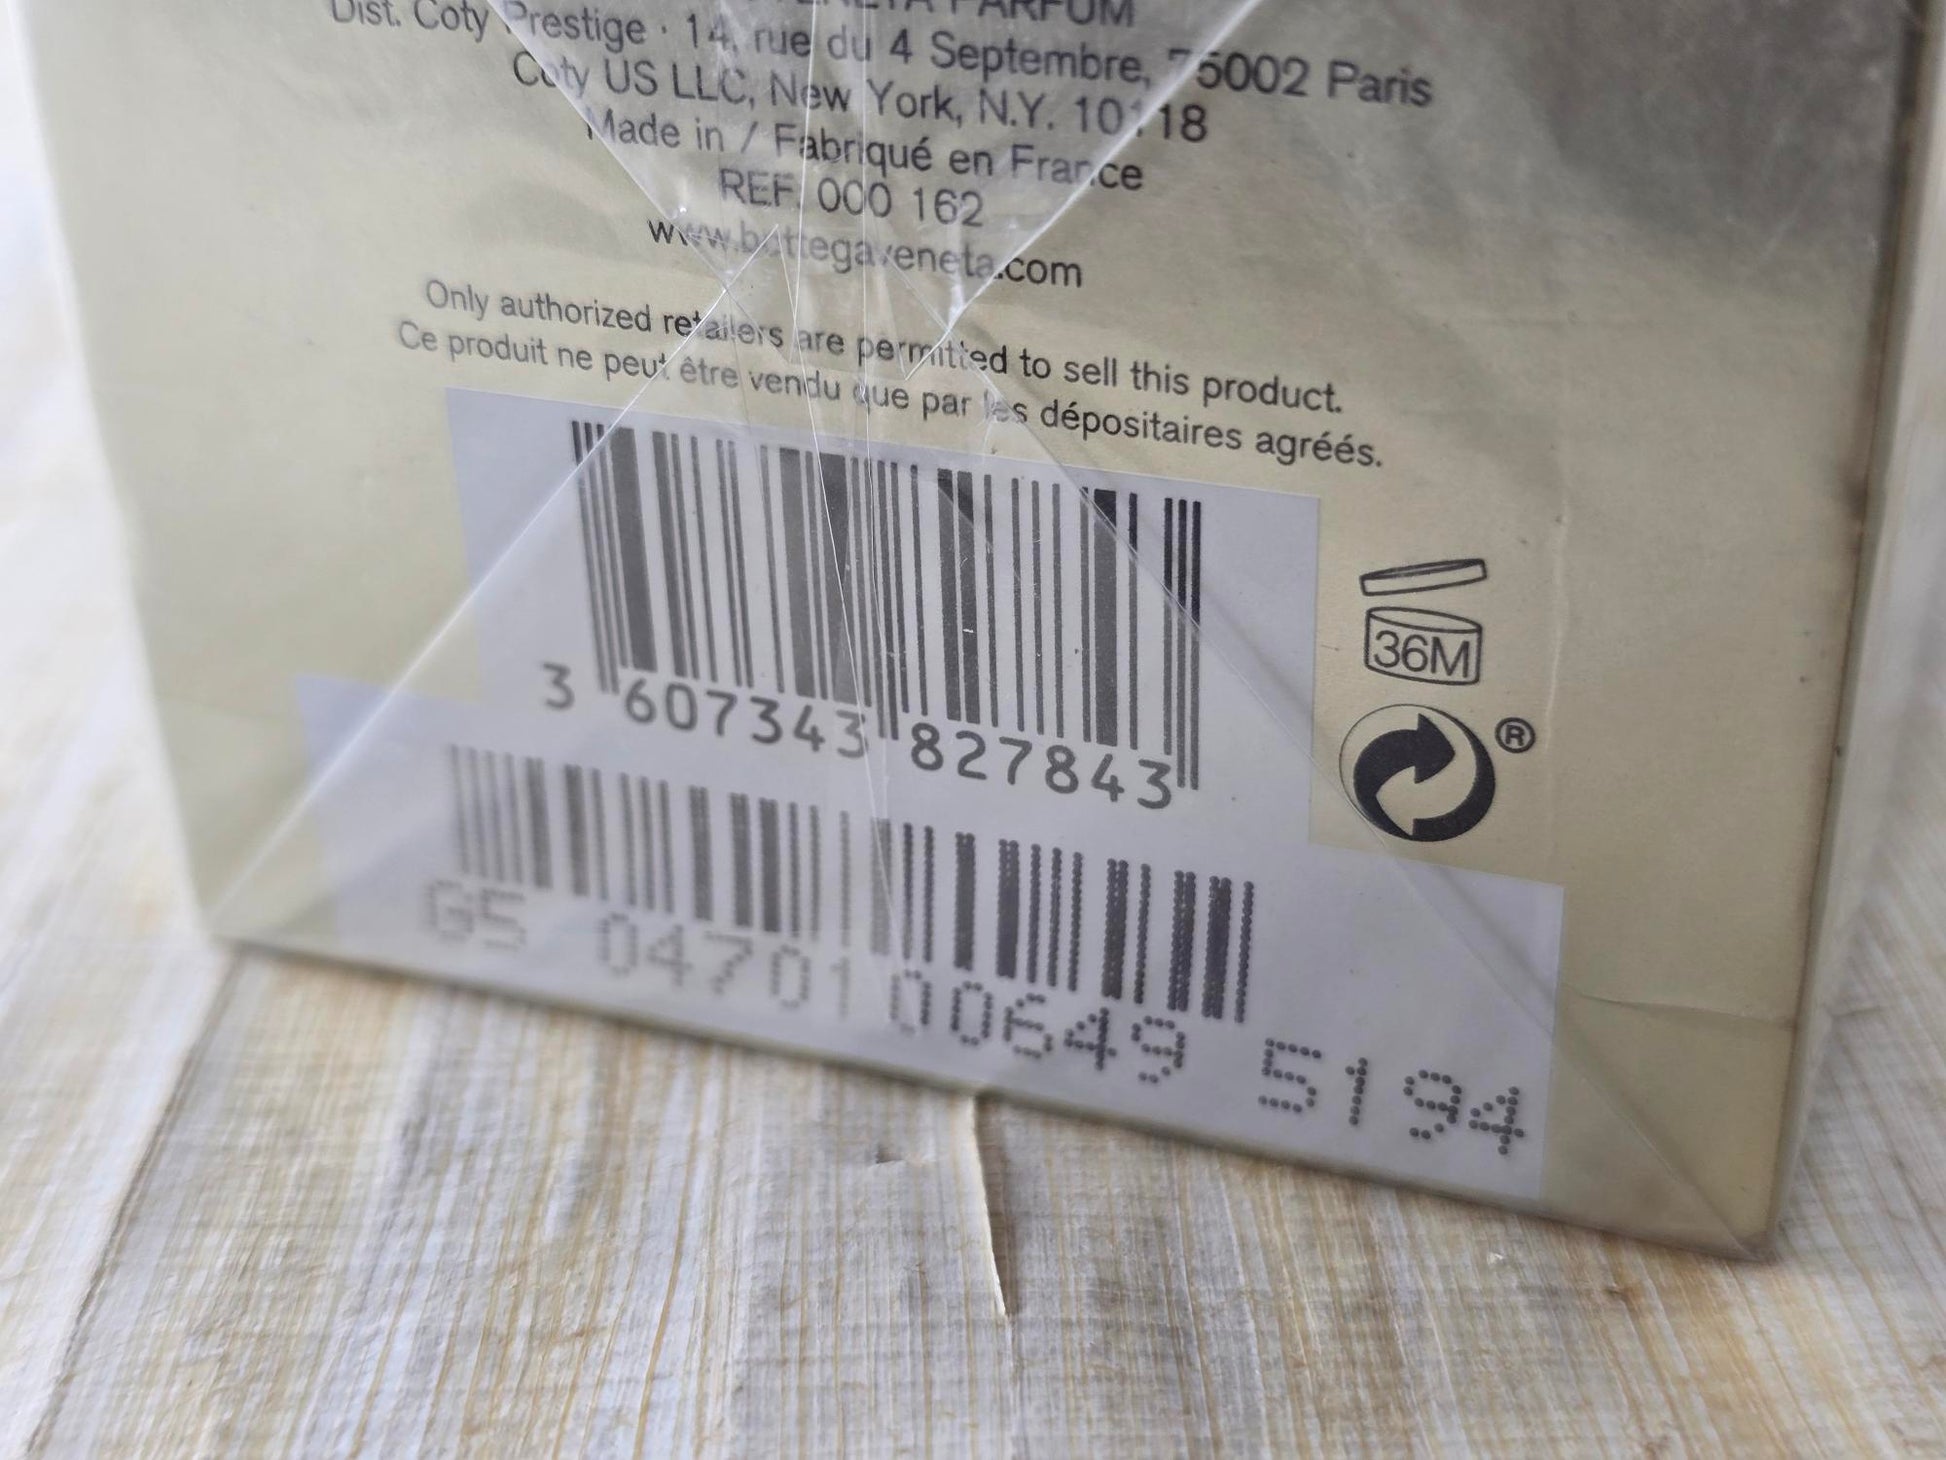 VENETA PARFUM
Dist. Coty Prestige · 14, rue du 4 Septembre, 75002 Paris
Coty US LLC, New York, N.Y. 10118
Made in / Fabriqué en France
REF. 000 162
www.bottegaveneta.com
Only authorized retailers are permitted to sell this product.
Ce produit ne peut être vendu que par les dépositaires agréés.
36M
®
3 607343 827843
G5 04701 00649 5194